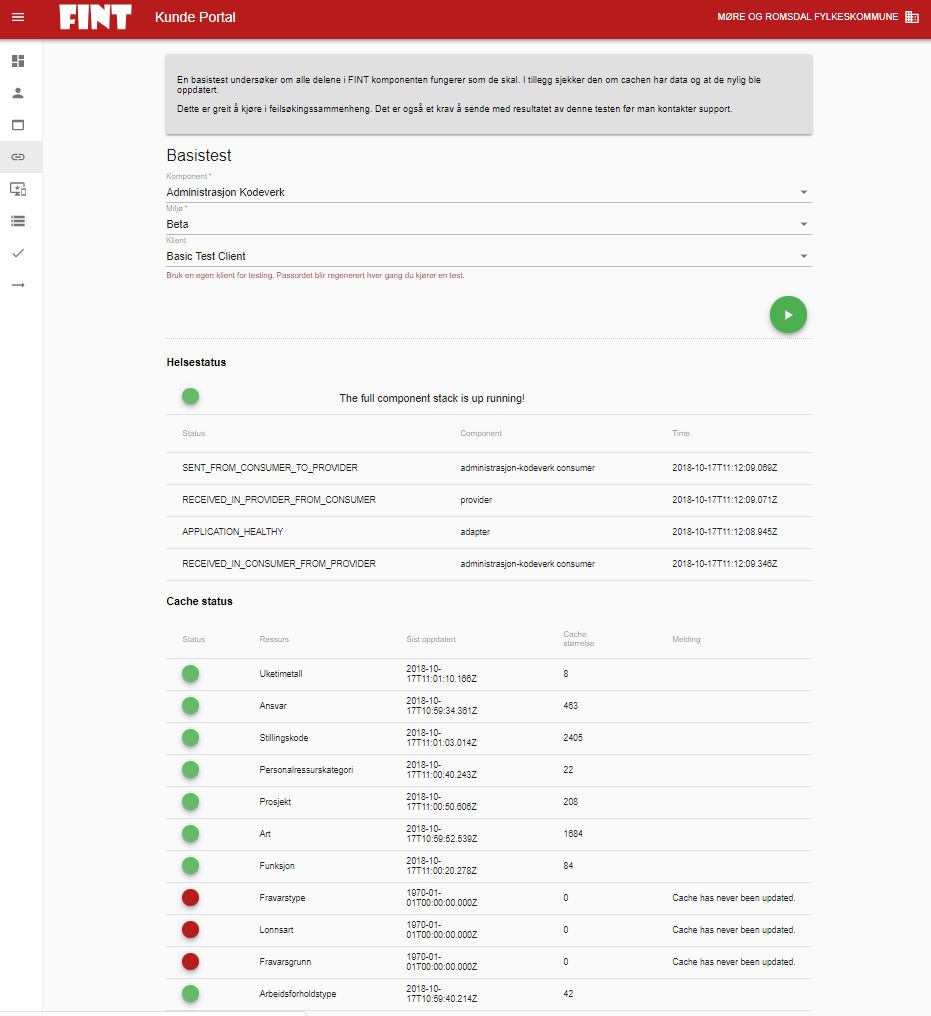 FINT Kunde Portal MØRE OG ROMSDAL FYLKESKOMMUNE
En basistest undersøker om alle delene i FINT komponenten fungerer som de skal. I tillegg sjekker den om cachen har data og at de nylig ble
oppdatert.
Dette er greit å kjøre i feilsøkingssammenheng. Det er også et krav å sende med resultatet av denne testen før man kontakter support.
Basistest
Komponent *
Administrasjon Kodeverk
Miljø *
Beta
Klient
Basic Test Client
Bruk en egen klient for testing. Passordet blir regenerert hver gang du kjører en test.
Helsestatus
The full component stack is up running!
Status Component Time
SENT_FROM_CONSUMER_TO_PROVIDER administrasjon-kodeverk consumer 2018-10-17T11:12:09.069Z
RECEIVED_IN_PROVIDER_FROM_CONSUMER provider 2018-10-17T11:12:09.071Z
APPLICATION_HEALTHY adapter 2018-10-17T11:12:08.945Z
RECEIVED_IN_CONSUMER_FROM_PROVIDER administrasjon-kodeverk consumer 2018-10-17T11:12:09.346Z
Cache status
Status Ressurs Sist oppdatert Cache
størrelse Melding
Uketimetall 2018-10-
17T11:01:10.166Z 8
Ansvar 2018-10-
17T10:59:34.361Z 463
Stillingskode 2018-10-
17T11:01:03.014Z 2405
Personalressurskategori 2018-10-
17T11:00:40.243Z 22
Prosjekt 2018-10-
17T11:00:50.606Z 208
Art 2018-10-
17T10:59:52.539Z 1684
Funksjon 2018-10-
17T11:00:20.278Z 84
Fravarstype 1970-01-
01T00:00:00.000Z 0 Cache has never been updated.
Lonnsart 1970-01-
01T00:00:00.000Z 0 Cache has never been updated.
Fravarsgrunn 1970-01-
01T00:00:00.000Z 0 Cache has never been updated.
Arbeidsforholdstype 2018-10-
17T10:59:40.214Z 42